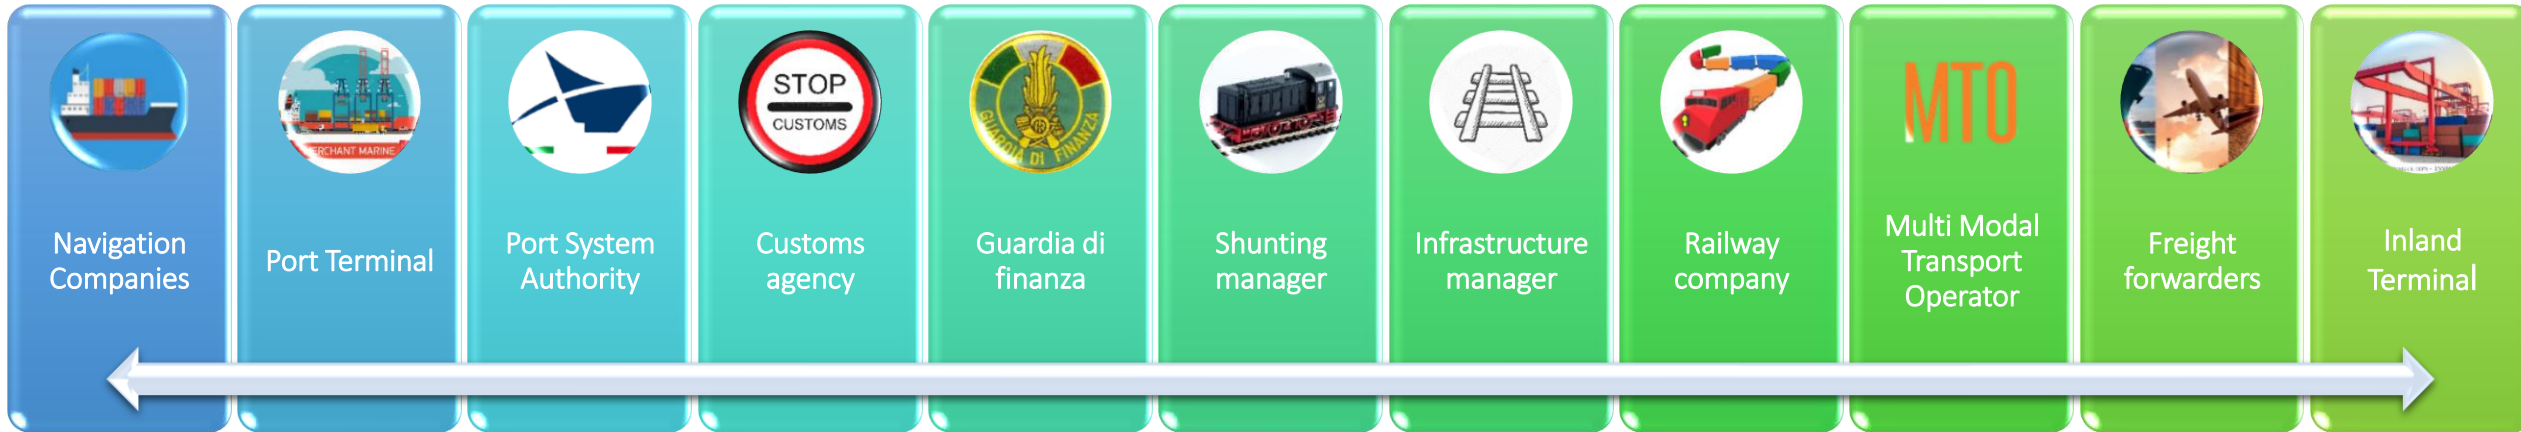 STOP
CUSTOMS
GUARDIA DI FINANZA
MTO
ERCHANT MARINE
Navigation
Companies
Port Terminal
Port System
Authority
Customs
agency
Guardia di
finanza
Shunting
manager
Infrastructure
manager
Railway
company
Multi Modal
Transport
Operator
Freight
forwarders
Inland
Terminal